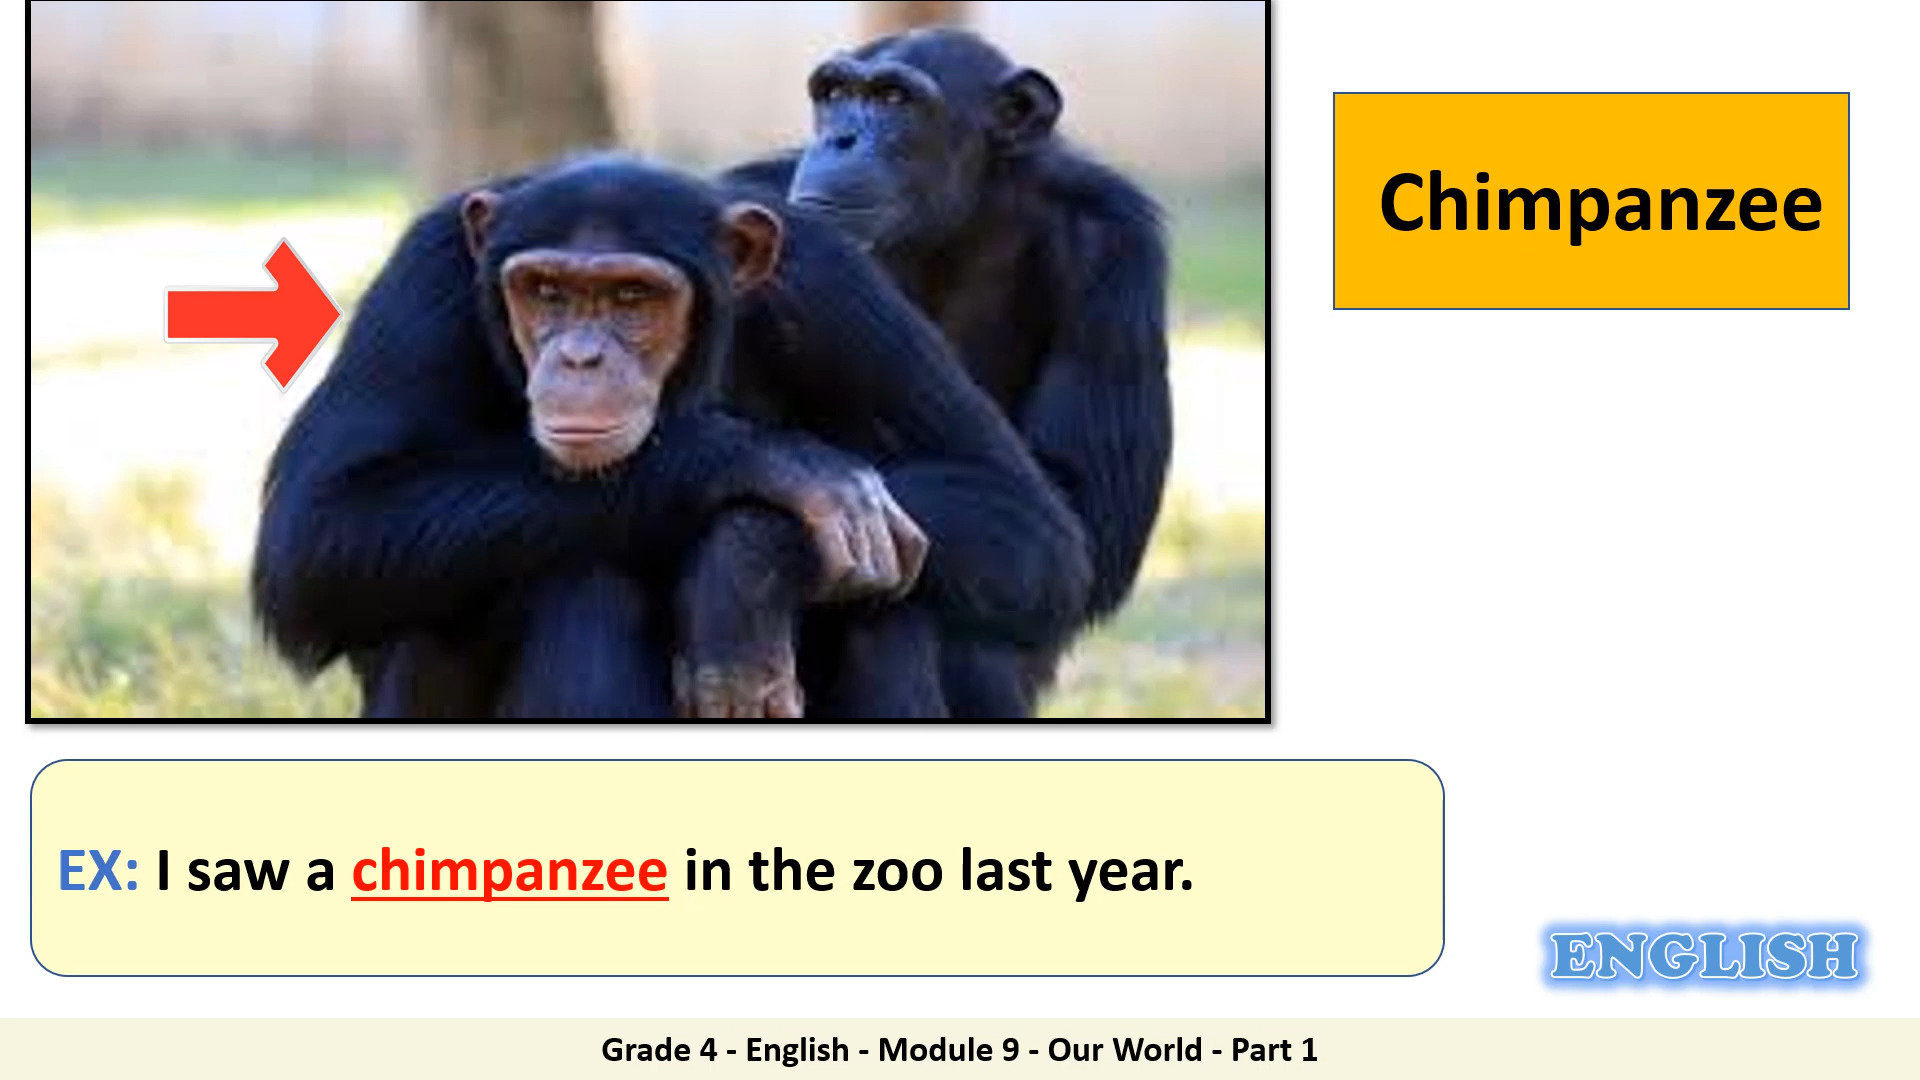 Chimpanzee
EX: I saw a chimpanzee in the zoo last year.
ENGLISH
Grade 4 - English - Module 9 - Our World - Part 1